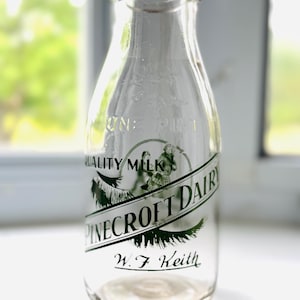 QUALITY MILK
PINECROFT DAIRY
W. F. Keith